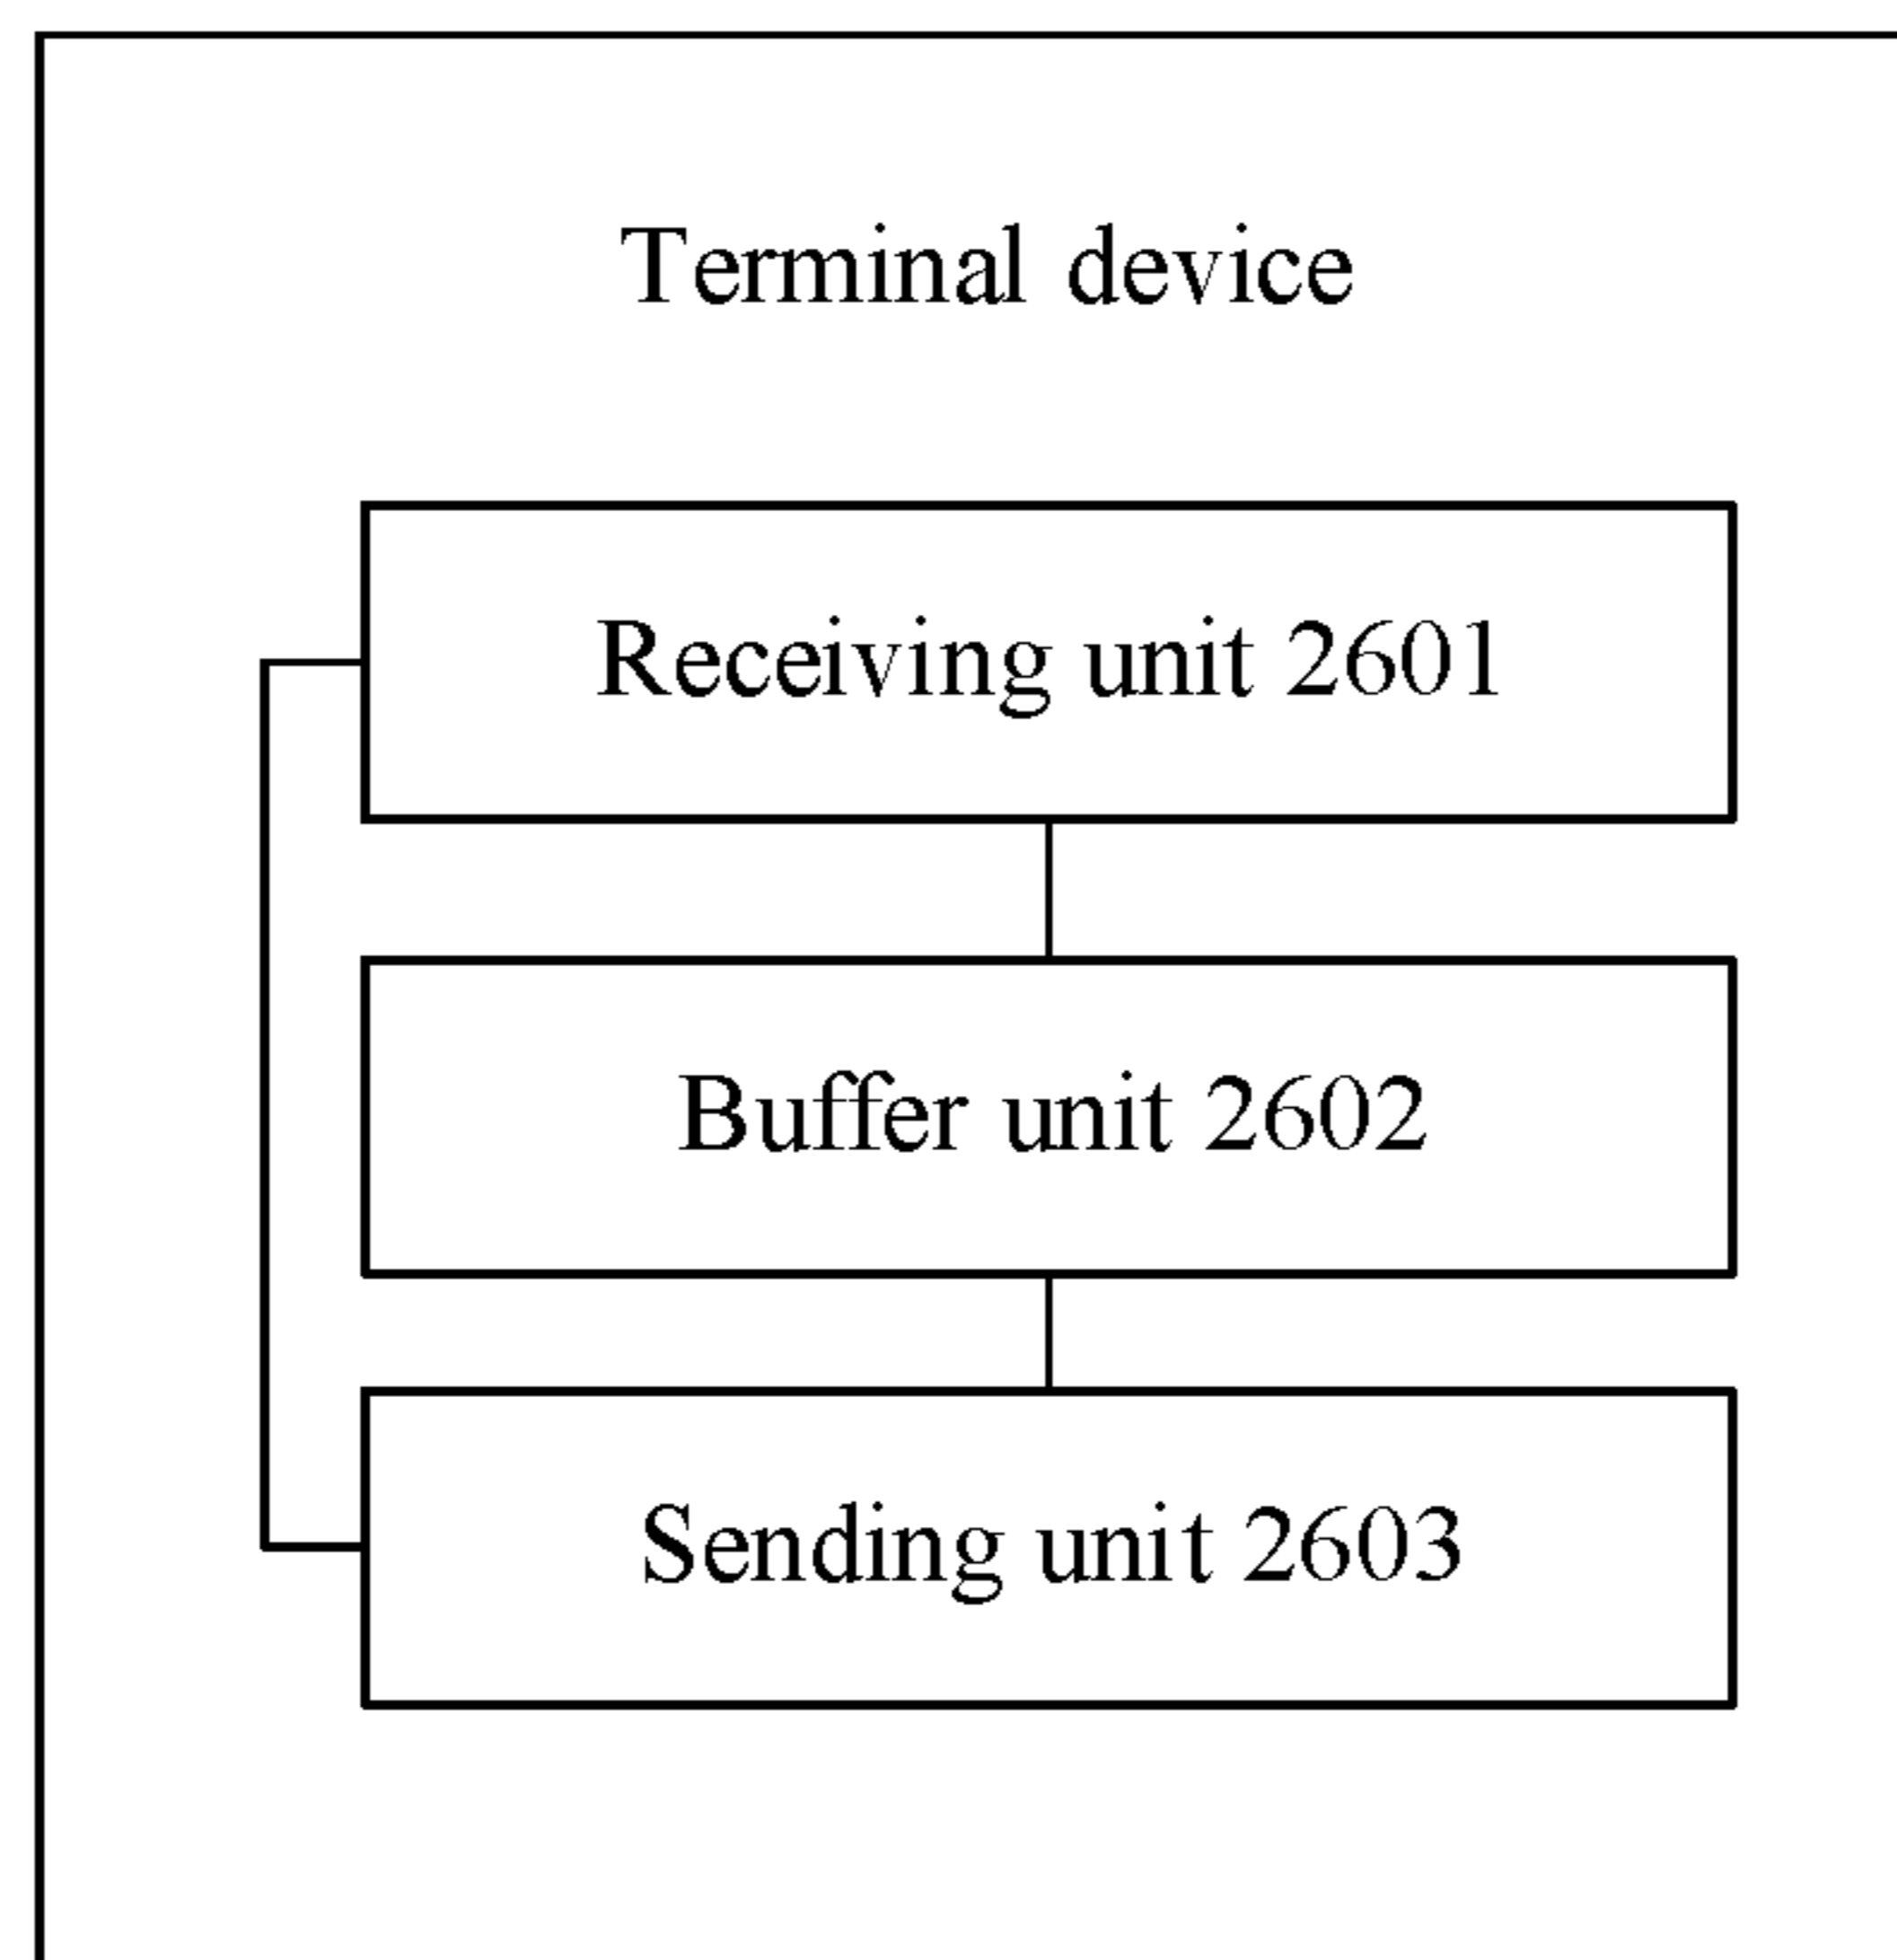 Terminal device
Receiving unit 2601
Buffer unit 2602
Sending unit 2603